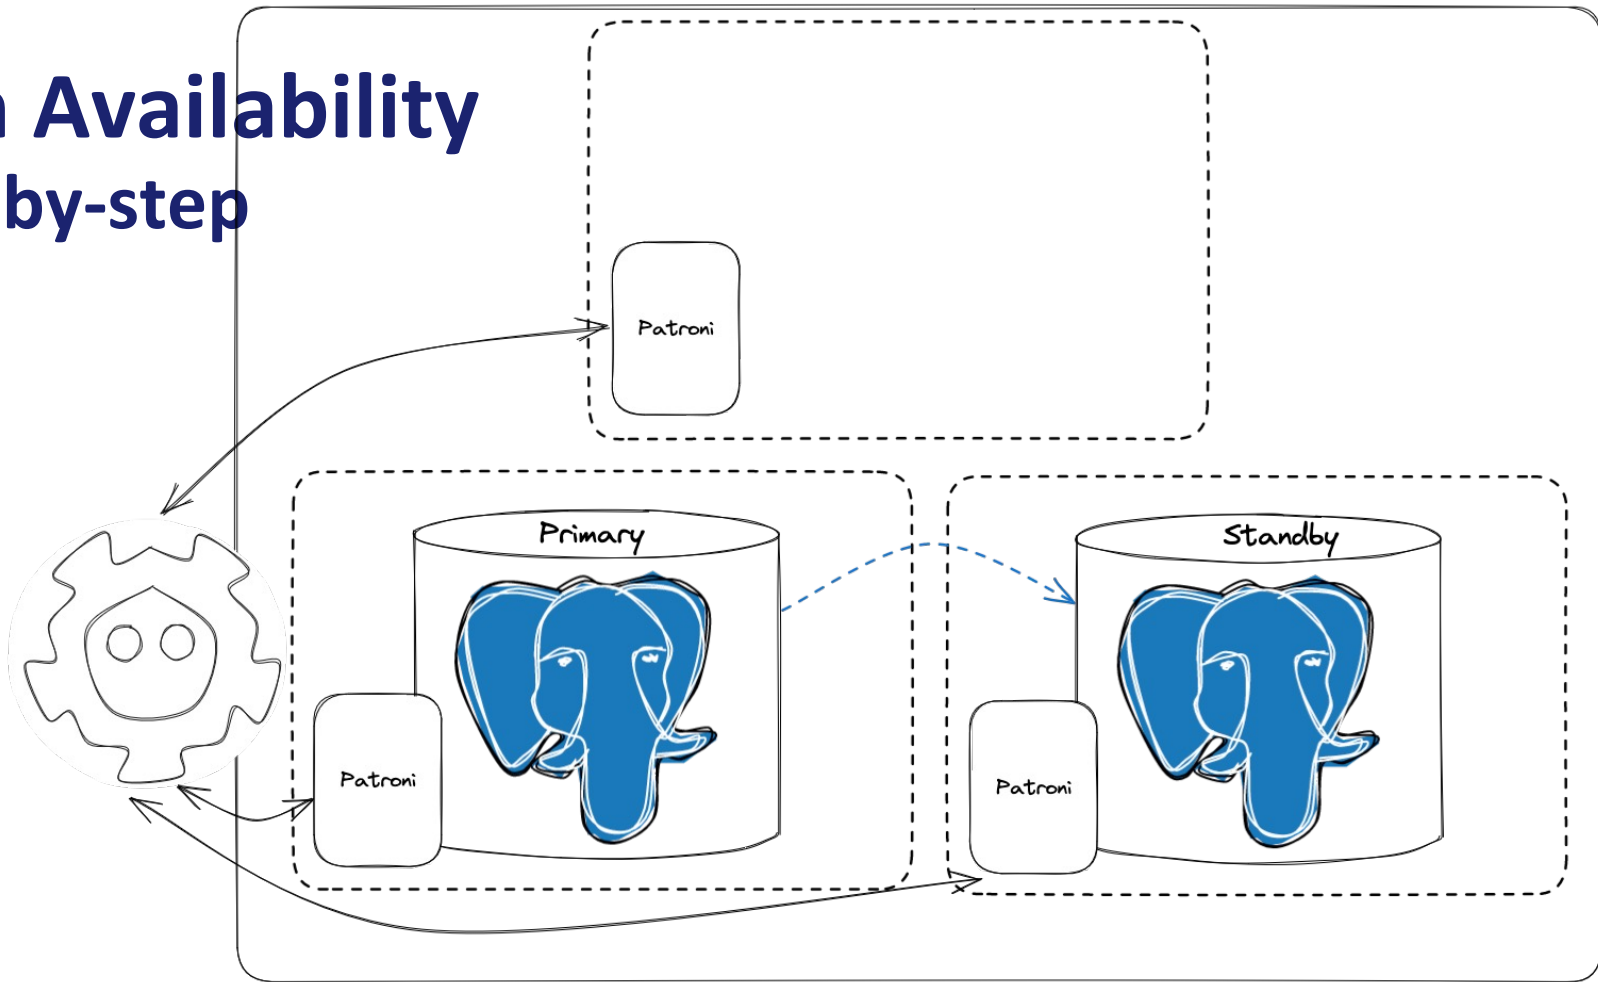 Availability
by-step
Patroni
Primary
Standby
Patroni
Patroni